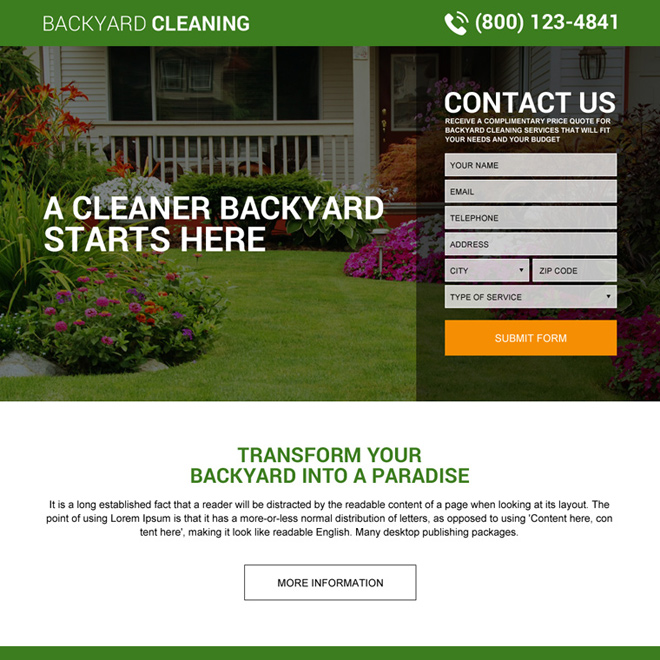 BACKYARD CLEANING
(800) 123-4841
A CLEANER BACKYARD
STARTS HERE
CONTACT US
RECEIVE A COMPLIMENTARY PRICE QUOTE FOR
BACKYARD CLEANING SERVICES THAT WILL FIT
YOUR NEEDS AND YOUR BUDGET
YOUR NAME
EMAIL
TELEPHONE
ADDRESS
CITY
ZIP CODE
TYPE OF SERVICE
SUBMIT FORM
TRANSFORM YOUR
BACKYARD INTO A PARADISE
It is a long established fact that a reader will be distracted by the readable content of a page when looking at its layout. The
point of using Lorem Ipsum is that it has a more-or-less normal distribution of letters, as opposed to using 'Content here, con
tent here', making it look like readable English. Many desktop publishing packages.
MORE INFORMATION